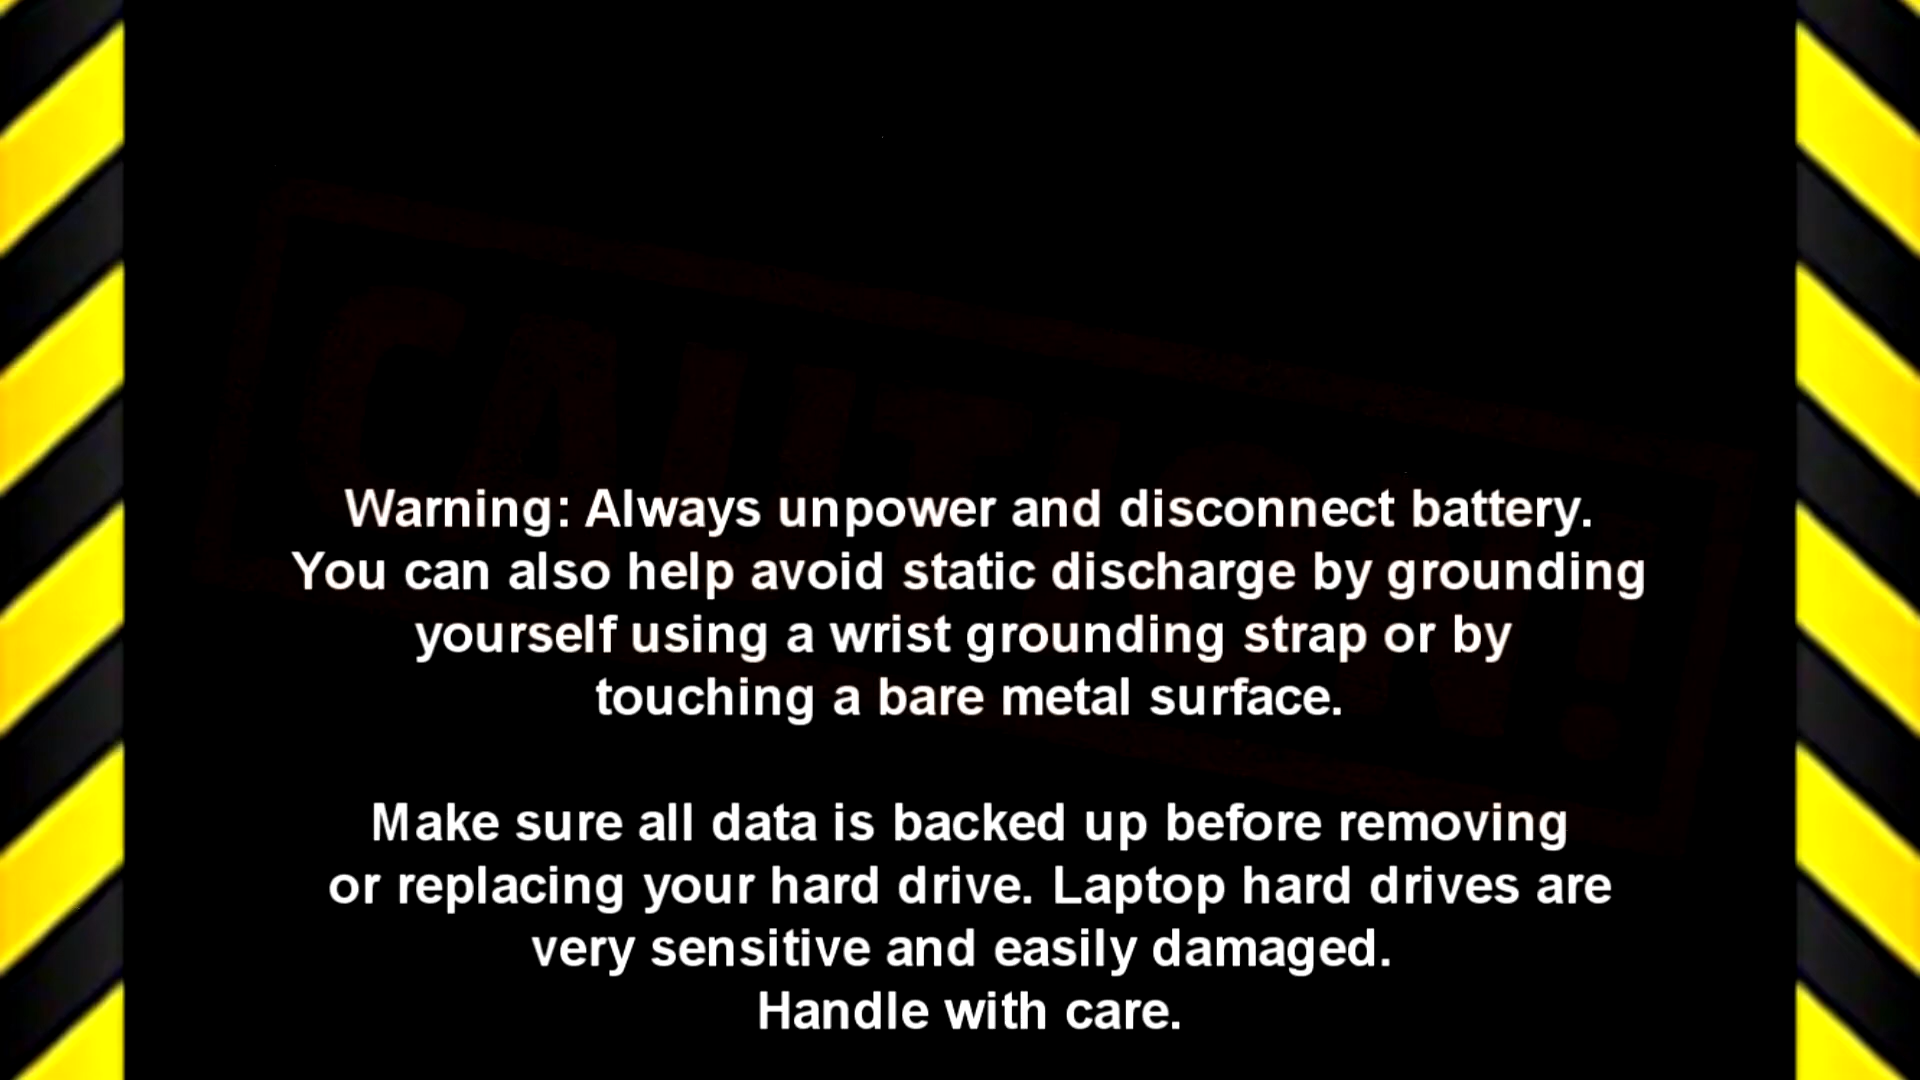 CAUTION!
Warning: Always unpower and disconnect battery.
You can also help avoid static discharge by grounding
yourself using a wrist grounding strap or by
touching a bare metal surface.
Make sure all data is backed up before removing
or replacing your hard drive. Laptop hard drives are
very sensitive and easily damaged.
Handle with care.